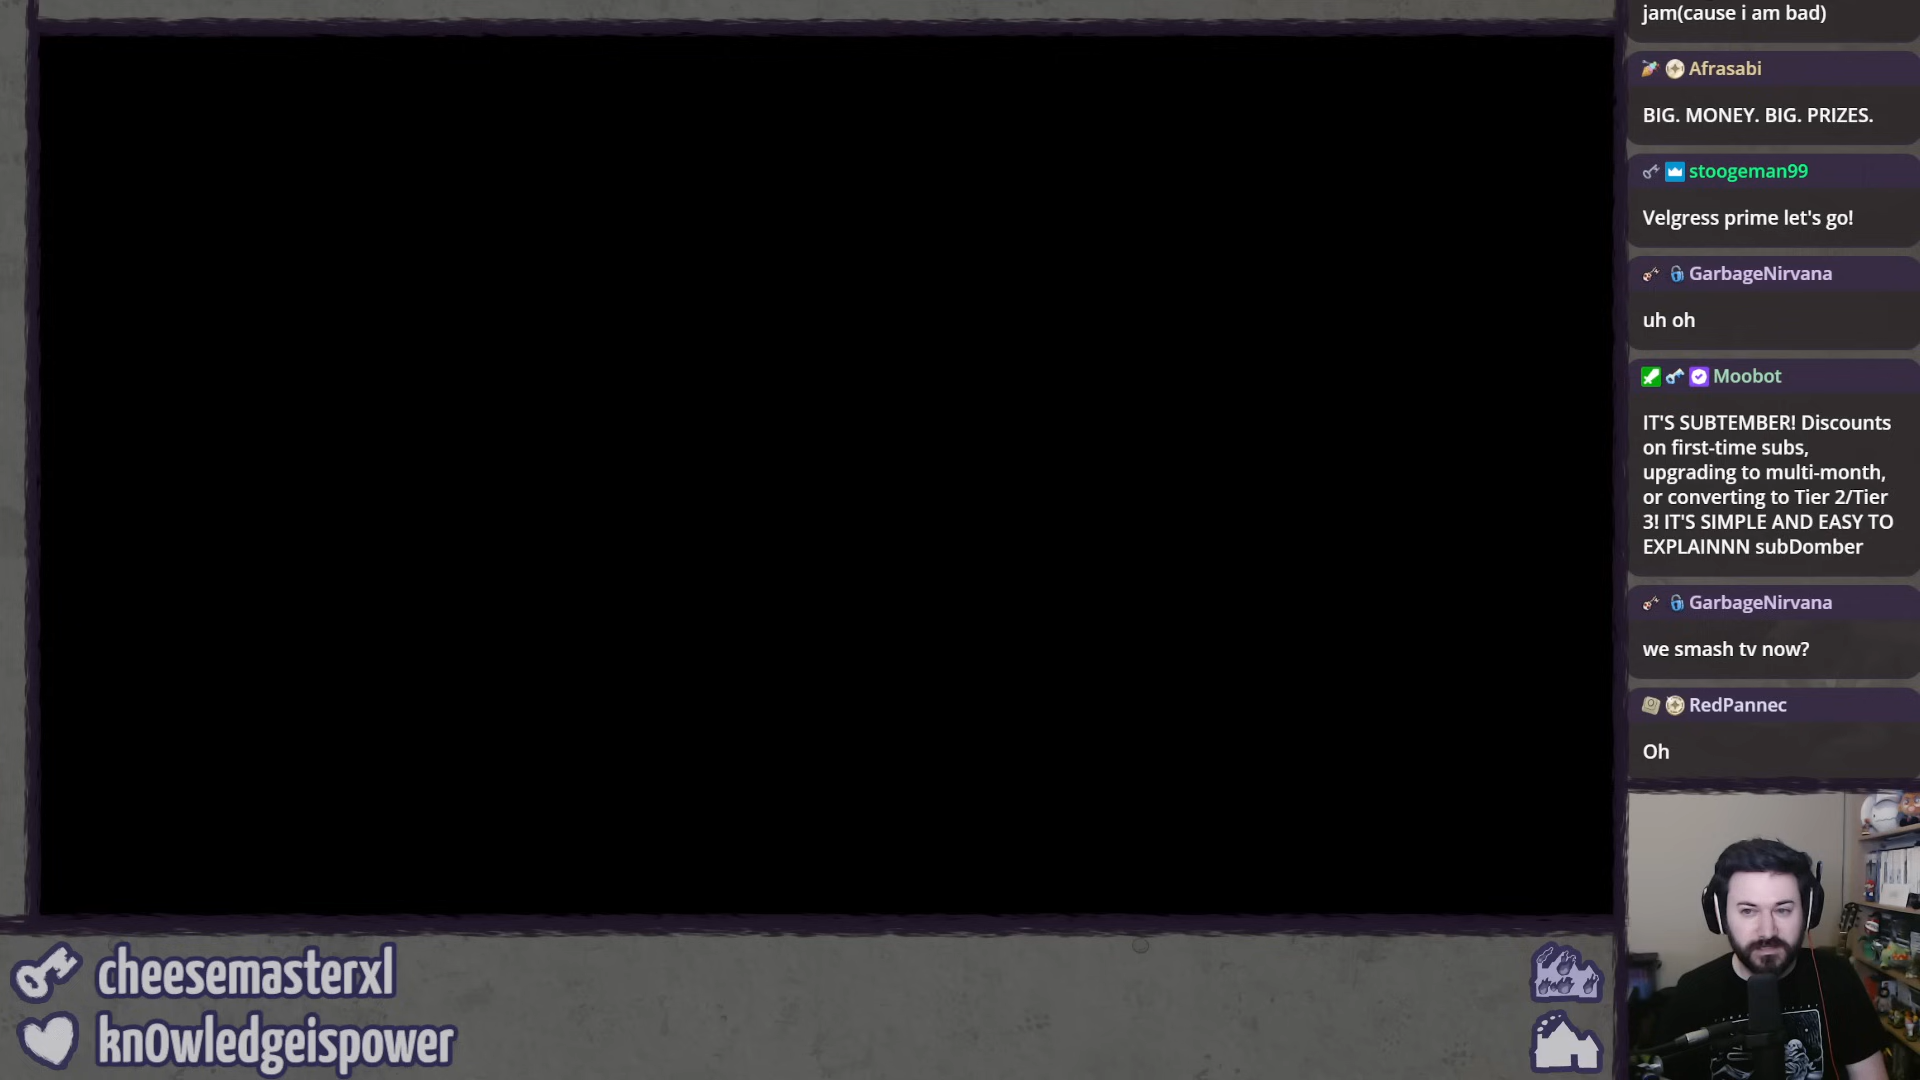 jam(cause i am bad)
Afrasabi
BIG. MONEY. BIG. PRIZES.
stoogeman99
Velgress prime let's go!
GarbageNirvana
uh oh
Moobot
IT'S SUBTEMBER! Discounts
on first-time subs,
upgrading to multi-month,
or converting to Tier 2/Tier
3! IT'S SIMPLE AND EASY TO
EXPLAINNN subDomber
GarbageNirvana
we smash tv now?
RedPannec
Oh
cheesemasterxl
kn0wledgeispower